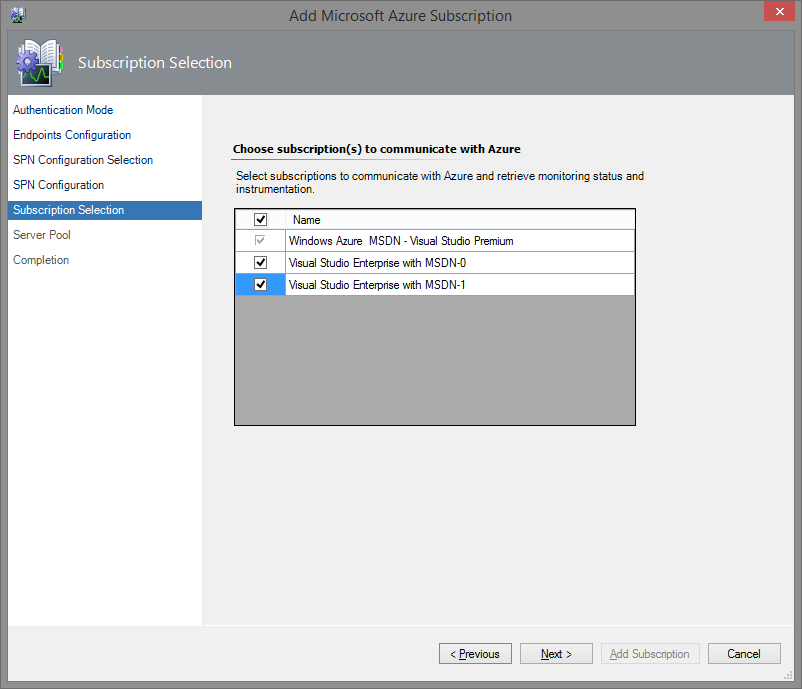 Add Microsoft Azure Subscription
Subscription Selection
Authentication Mode
Endpoints Configuration
SPN Configuration Selection
SPN Configuration
Subscription Selection
Server Pool
Completion
Choose subscription(s) to communicate with Azure
Select subscriptions to communicate with Azure and retrieve monitoring status and
instrumentation.
Name
Windows Azure  MSDN - Visual Studio Premium
Visual Studio Enterprise with MSDN-0
Visual Studio Enterprise with MSDN-1
< Previous
Next >
Add Subscription
Cancel